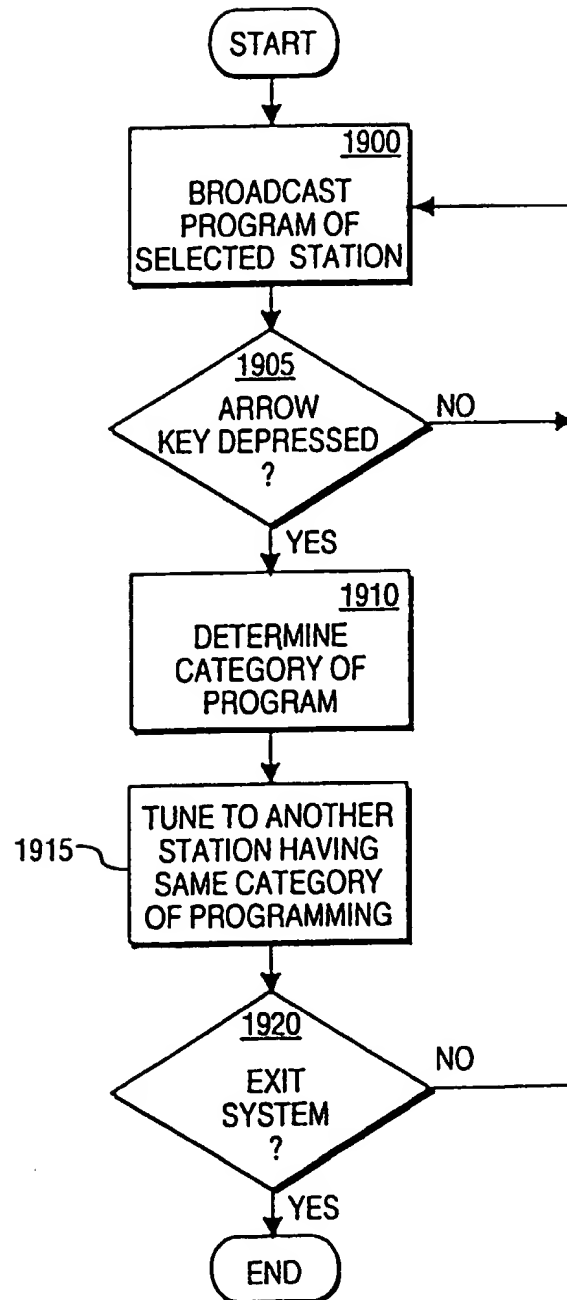 START
1900
BROADCAST
PROGRAM OF
SELECTED STATION
1905
ARROW
KEY DEPRESSED
?
NO
YES
1910
DETERMINE
CATEGORY OF
PROGRAM
1915
TUNE TO ANOTHER
STATION HAVING
SAME CATEGORY
OF PROGRAMMING
1920
EXIT
SYSTEM
?
NO
YES
END